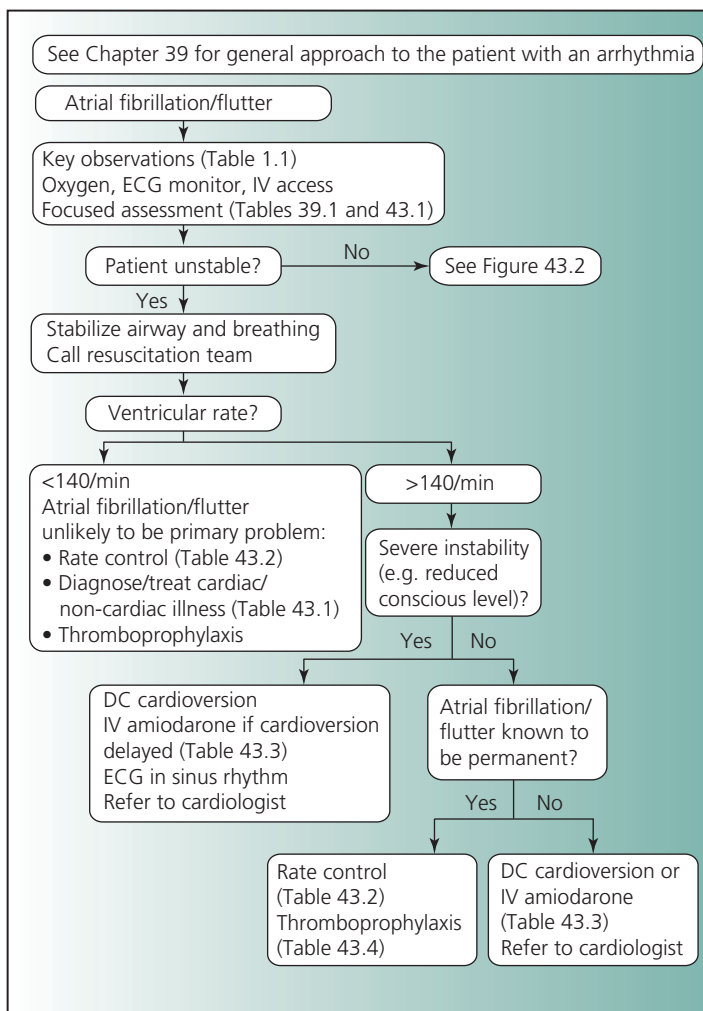 See Chapter 39 for general approach to the patient with an arrhythmia
Atrial fibrillation/flutter
Key observations (Table 1.1)
Oxygen, ECG monitor, IV access
Focused assessment (Tables 39.1 and 43.1)
Patient unstable?
No
See Figure 43.2
Yes
Stabilize airway and breathing
Call resuscitation team
Ventricular rate?
<140/min
Atrial fibrillation/flutter
unlikely to be primary problem:
• Rate control (Table 43.2)
• Diagnose/treat cardiac/
non-cardiac illness (Table 43.1)
• Thromboprophylaxis
>140/min
Severe instability
(e.g. reduced
conscious level)?
Yes
No
DC cardioversion
IV amiodarone if cardioversion
delayed (Table 43.3)
ECG in sinus rhythm
Refer to cardiologist
Atrial fibrillation/
flutter known to
be permanent?
Yes
No
Rate control
(Table 43.2)
Thromboprophylaxis
(Table 43.4)
DC cardioversion or
IV amiodarone
(Table 43.3)
Refer to cardiologist